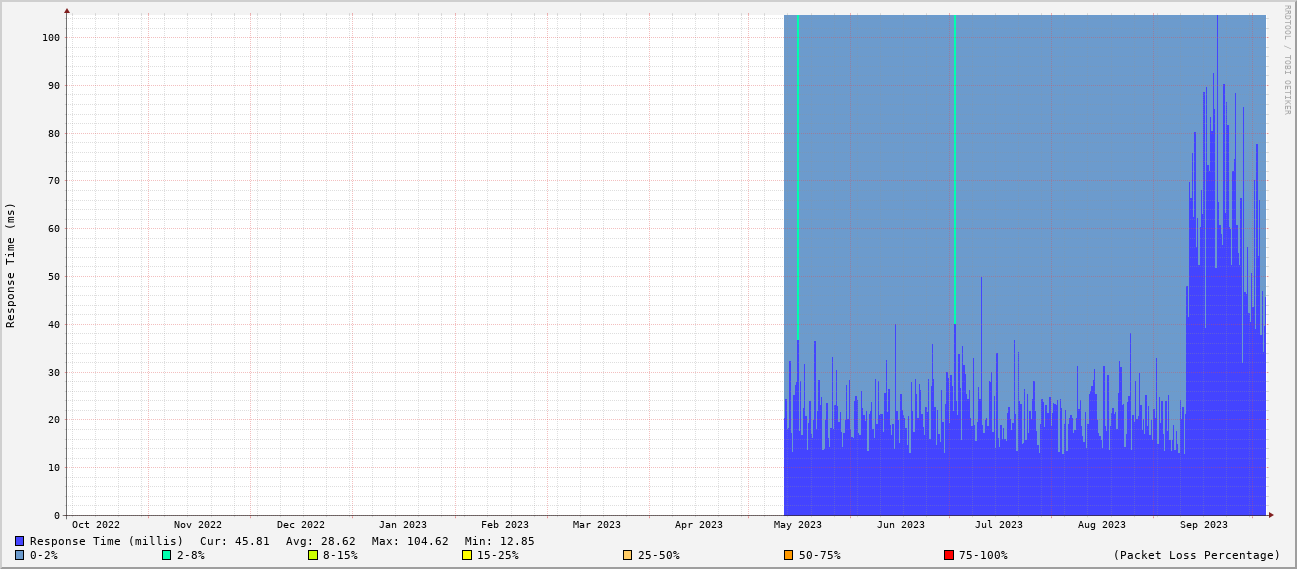 RRDTOOL / TOBI OETIKER
Response Time (ms)
100
90
80
70
60
50
40
30
20
10
0
Oct 2022 Nov 2022 Dec 2022 Jan 2023 Feb 2023 Mar 2023 Apr 2023 May 2023 Jun 2023 Jul 2023 Aug 2023 Sep 2023
Response Time (millis) Cur: 45.81 Avg: 28.62 Max: 104.62 Min: 12.85
0-2% 2-8% 8-15% 15-25% 25-50% 50-75% 75-100% (Packet Loss Percentage)